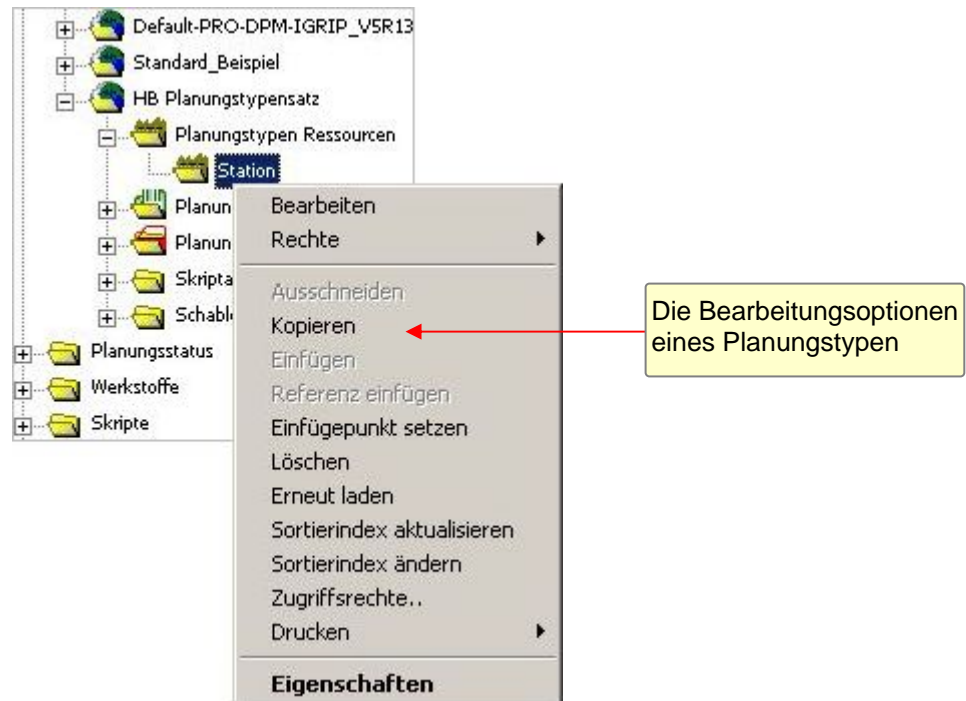 Default-PRO-DPM-IGRIP_V5R13
Standard_Beispiel
HB Planungstypensatz
Planungstypen Ressourcen
Station
Planun
Planun
Skripta
Schabl
Planungsstatus
Werkstoffe
Skripte
Bearbeiten
Rechte
Ausschneiden
Kopieren
Einfügen
Referenz einfügen
Einfügepunkt setzen
Löschen
Erneut laden
Sortierindex aktualisieren
Sortierindex ändern
Zugriffsrechte..
Drucken
Eigenschaften
Die Bearbeitungsoptionen
eines Planungstypen